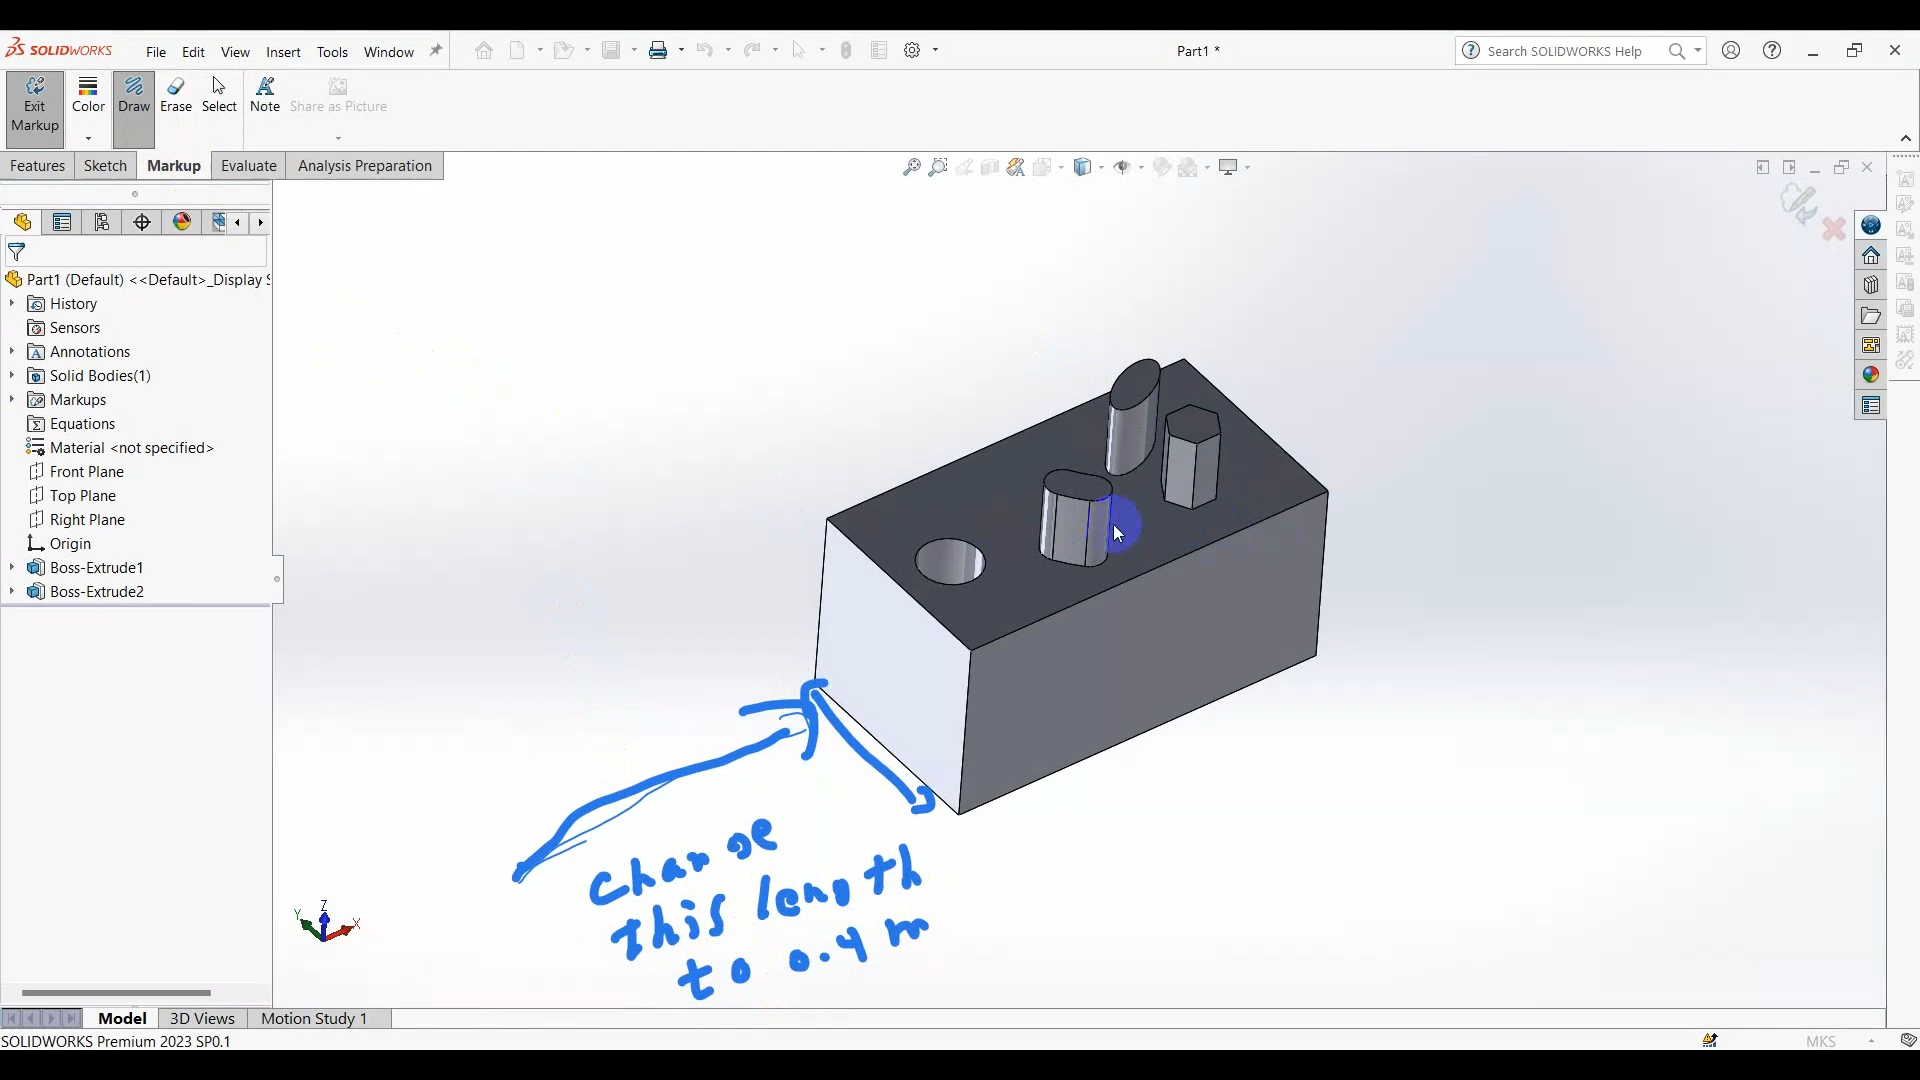 SOLIDWORKS File Edit View Insert Tools Window Part1 * Search SOLIDWORKS Help
Exit Markup Color Draw Erase Select Note Share as Picture
Features Sketch Markup Evaluate Analysis Preparation
Part1 (Default) <<Default>_Display S
History
Sensors
Annotations
Solid Bodies(1)
Markups
Equations
Material <not specified>
Front Plane
Top Plane
Right Plane
Origin
Boss-Extrude1
Boss-Extrude2
Change
this length
to 0.4 m
Z
Y X
Model 3D Views Motion Study 1
SOLIDWORKS Premium 2023 SP0.1 MKS